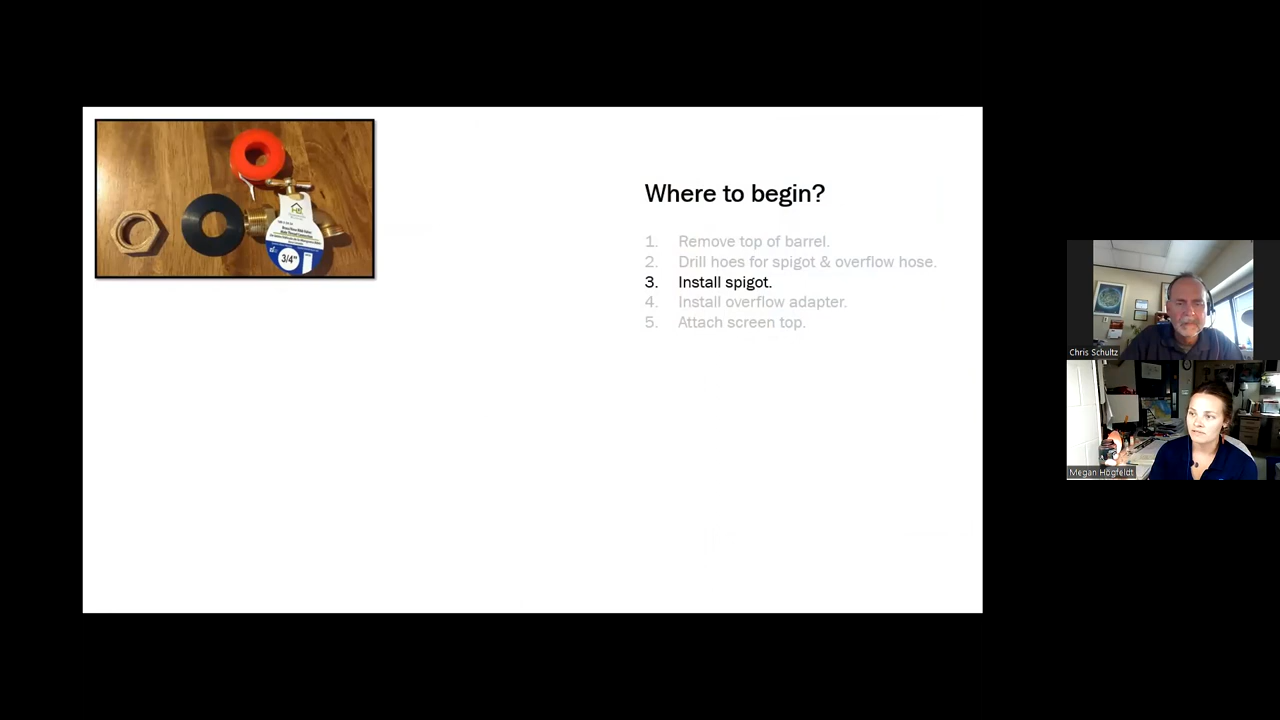 Where to begin?
1. Remove top of barrel.
2. Drill hoes for spigot & overflow hose.
3. Install spigot.
4. Install overflow adapter.
5. Attach screen top.
3/4"
Chris Schultz
Megan Hogfeldt